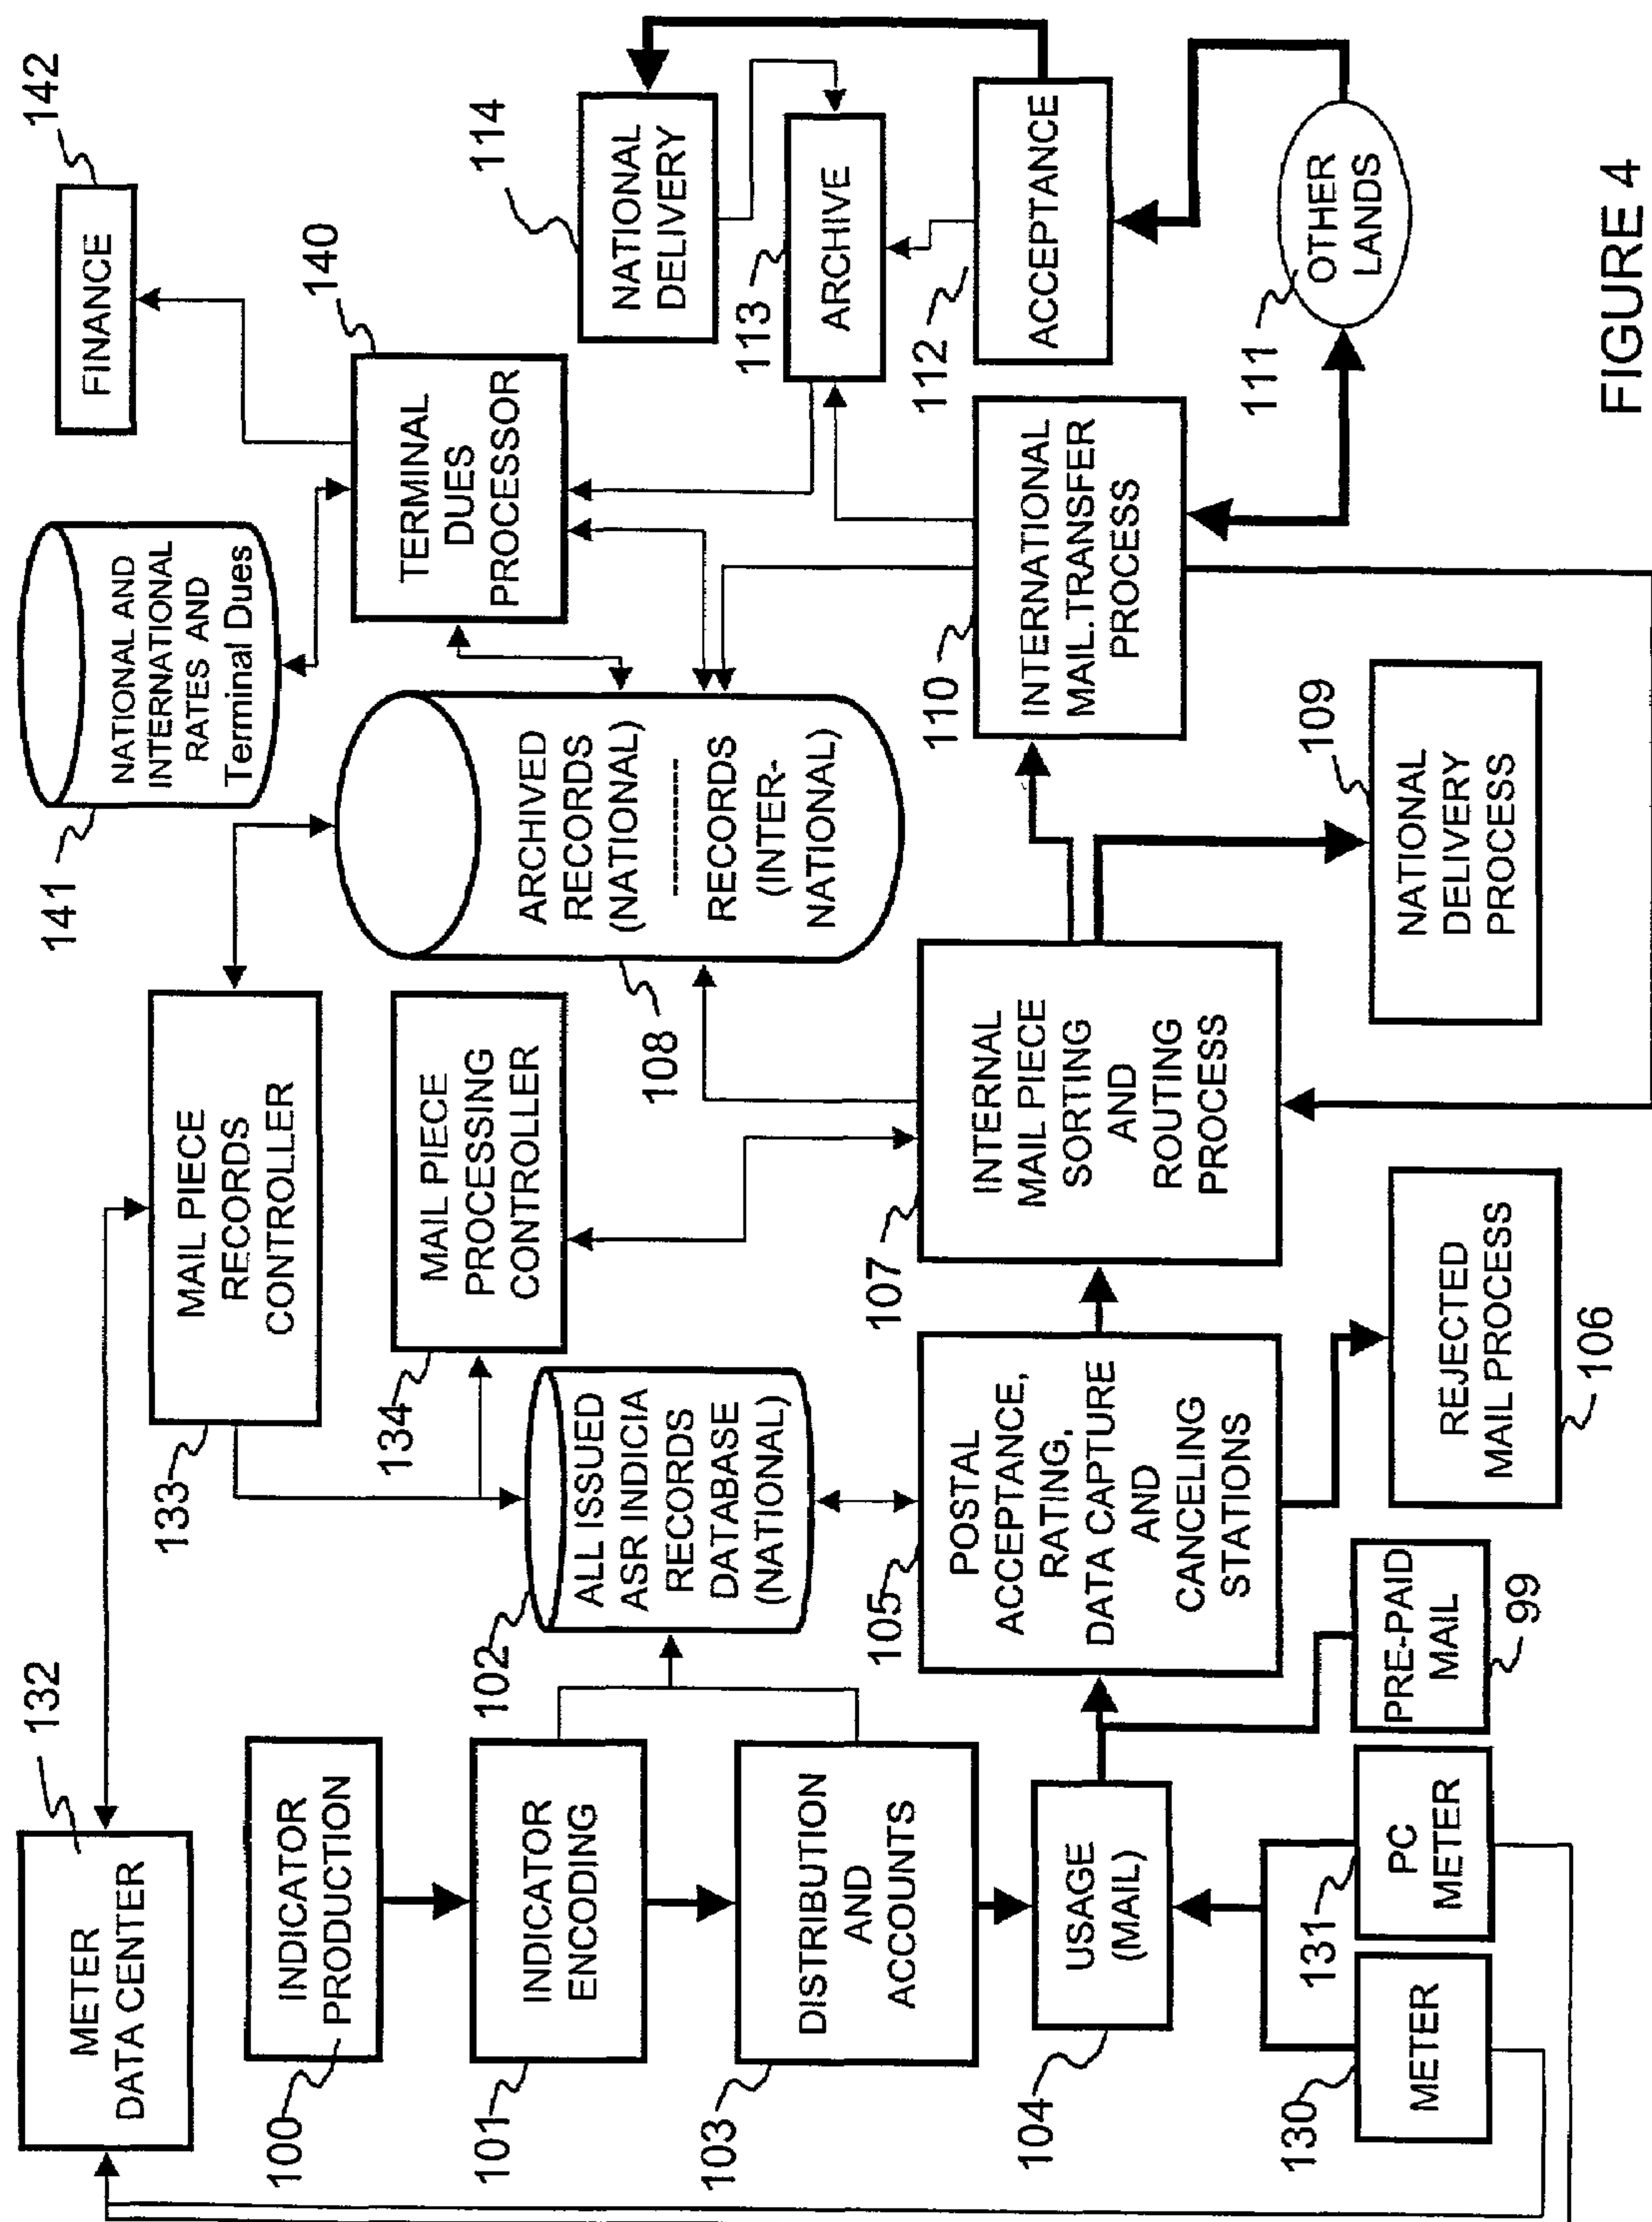 METER
DATA CENTER
132
INDICATOR
PRODUCTION
100
INDICATOR
ENCODING
101
DISTRIBUTION
AND
ACCOUNTS
103
USAGE
(MAIL)
104
METER
130
PC
METER
131
PRE-PAID
MAIL
99
ALL ISSUED
ASR INDICIA
RECORDS
DATABASE
(NATIONAL)
102
POSTAL
ACCEPTANCE,
RATING,
DATA CAPTURE
AND
CANCELING
STATIONS
105
REJECTED
MAIL PROCESS
106
MAIL PIECE
RECORDS
CONTROLLER
133
MAIL PIECE
PROCESSING
CONTROLLER
134
INTERNAL
MAIL PIECE
SORTING
AND
ROUTING
PROCESS
107
ARCHIVED
RECORDS
(NATIONAL)
----------
RECORDS
(INTER-
NATIONAL)
108
NATIONAL
DELIVERY
PROCESS
109
NATIONAL AND
INTERNATIONAL
RATES AND
Terminal Dues
141
TERMINAL
DUES
PROCESSOR
140
INTERNATIONAL
MAIL.TRANSFER
PROCESS
110
FINANCE
142
NATIONAL
DELIVERY
114
ARCHIVE
113
ACCEPTANCE
112
OTHER
LANDS
111
FIGURE 4